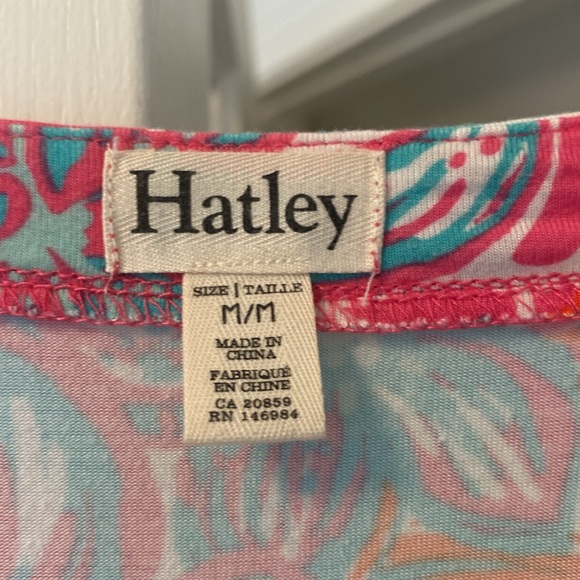 Hatley
SIZE | TAILLE
M/M
MADE IN
CHINA
FABRIQUÉ
EN CHINE
CA 20859
RN 146984